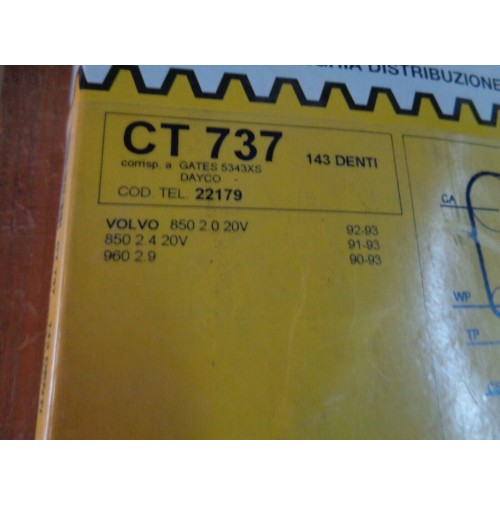 DISTRIBUZIONE
CT 737
143 DENTI
corrisp. a GATES 5343XS
DAYCO -
COD. TEL. 22179
VOLVO 850 2.0 20V 92-93
850 2.4 20V 91-93
960 2.9 90-93
CA
WP
TP